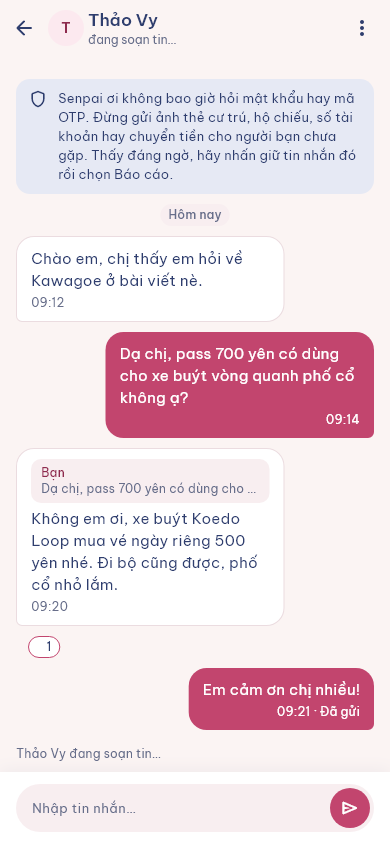 T
Thảo Vy
đang soạn tin...
Senpai ơi không bao giờ hỏi mật khẩu hay mã
OTP. Đừng gửi ảnh thẻ cư trú, hộ chiếu, số tài
khoản hay chuyển tiền cho người bạn chưa
gặp. Thấy đáng ngờ, hãy nhấn giữ tin nhắn đó
rồi chọn Báo cáo.
Hôm nay
Chào em, chị thấy em hỏi về
Kawagoe ở bài viết nè.
09:12
Dạ chị, pass 700 yên có dùng
cho xe buýt vòng quanh phố cổ
không ạ?
09:14
Bạn
Dạ chị, pass 700 yên có dùng cho ...
Không em ơi, xe buýt Koedo
Loop mua vé ngày riêng 500
yên nhé. Đi bộ cũng được, phố
cổ nhỏ lắm.
09:20
1
Em cảm ơn chị nhiều!
09:21 · Đã gửi
Thảo Vy đang soạn tin...
Nhập tin nhắn...